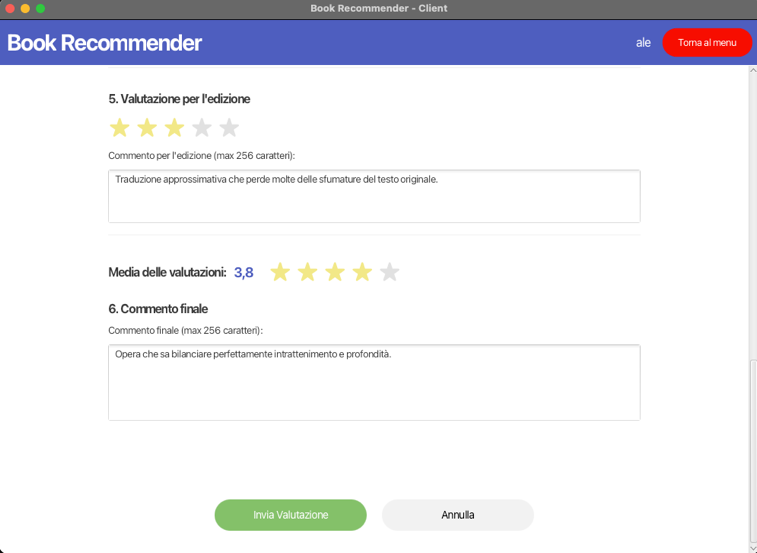 Book Recommender - Client
Book Recommender
ale
Torna al menu
5. Valutazione per l'edizione
Commento per l'edizione (max 256 caratteri):
Traduzione approssimativa che perde molte delle sfumature del testo originale.
Media delle valutazioni: 3,8
6. Commento finale
Commento finale (max 256 caratteri):
Opera che sa bilanciare perfettamente intrattenimento e profondità.
Invia Valutazione
Annulla